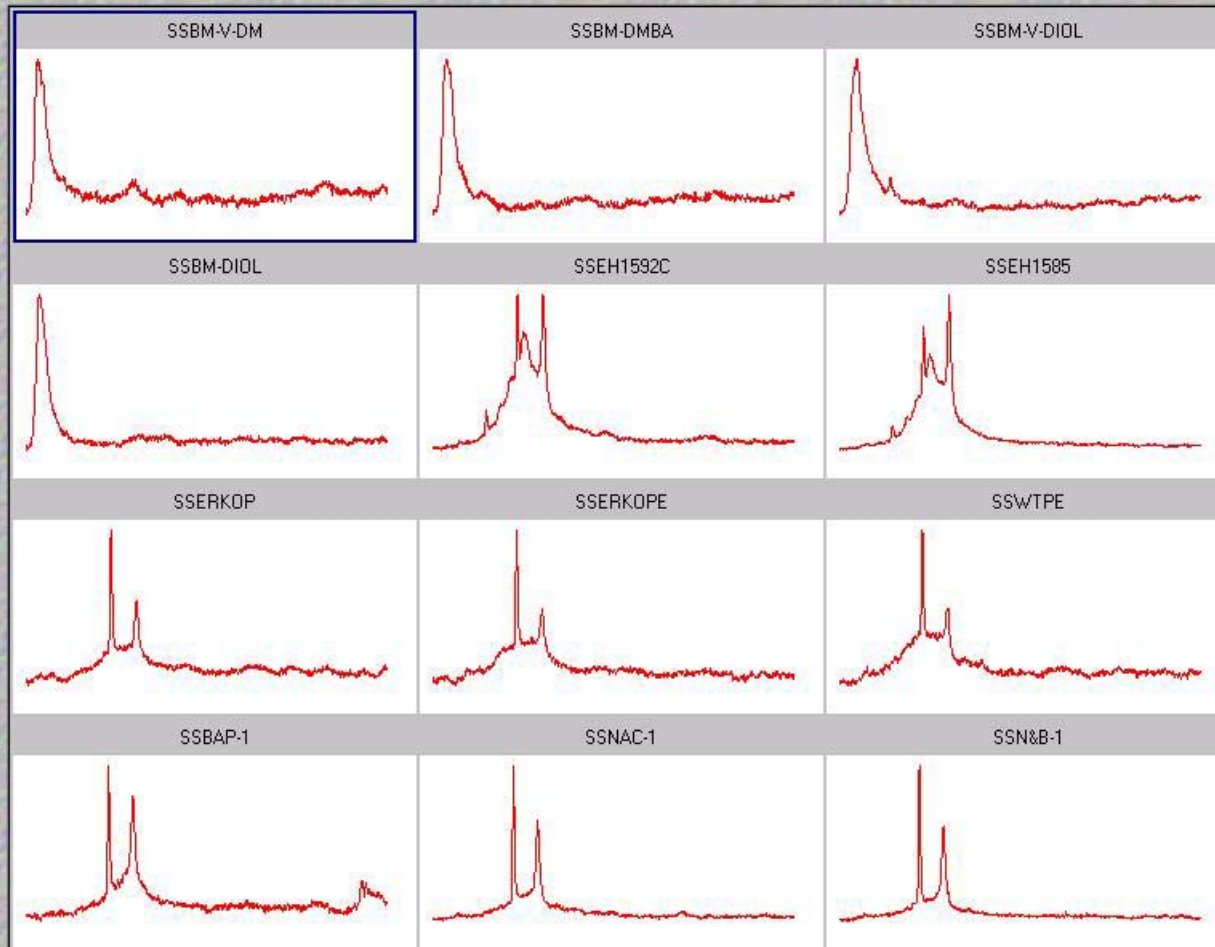 SSBM-V-DM SSBM-DMBA SSBM-V-DIOL
SSBM-DIOL SSEH1592C SSEH1585
SSERKOP SSERKOPE SSWTPE
SSBAP-1 SSNAC-1 SSN&B-1